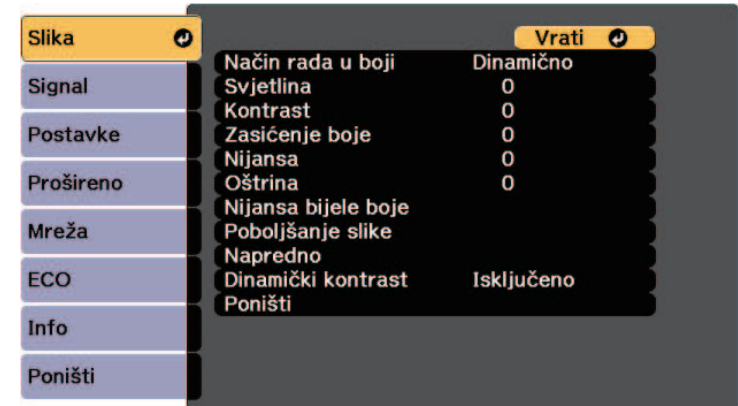 Slika
Signal
Postavke
Prošireno
Mreža
ECO
Info
Poništi
Vrati
Način rada u boji Dinamično
Svjetlina 0
Kontrast 0
Zasićenje boje 0
Nijansa 0
Oštrina 0
Nijansa bijele boje
Poboljšanje slike
Napredno
Dinamički kontrast Isključeno
Poništi